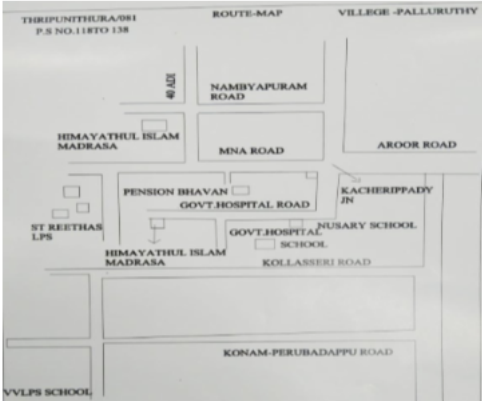 THRIPUNITHURA/081
P.S NO.118TO 138
ROUTE-MAP
VILLEGE -PALLURUTHY
40 ADI
NAMBYAPURAM
ROAD
HIMAYATHUL ISLAM
MADRASA
MNA ROAD
AROOR ROAD
PENSION BHAVAN
KACHERIPPADY
JN
GOVT.HOSPITAL ROAD
ST REETHAS
LPS
GOVT.HOSPITAL
NUSARY SCHOOL
SCHOOL
HIMAYATHUL ISLAM
MADRASA
KOLLASSERI ROAD
KONAM-PERUBADAPPU ROAD
VVLPS SCHOOL